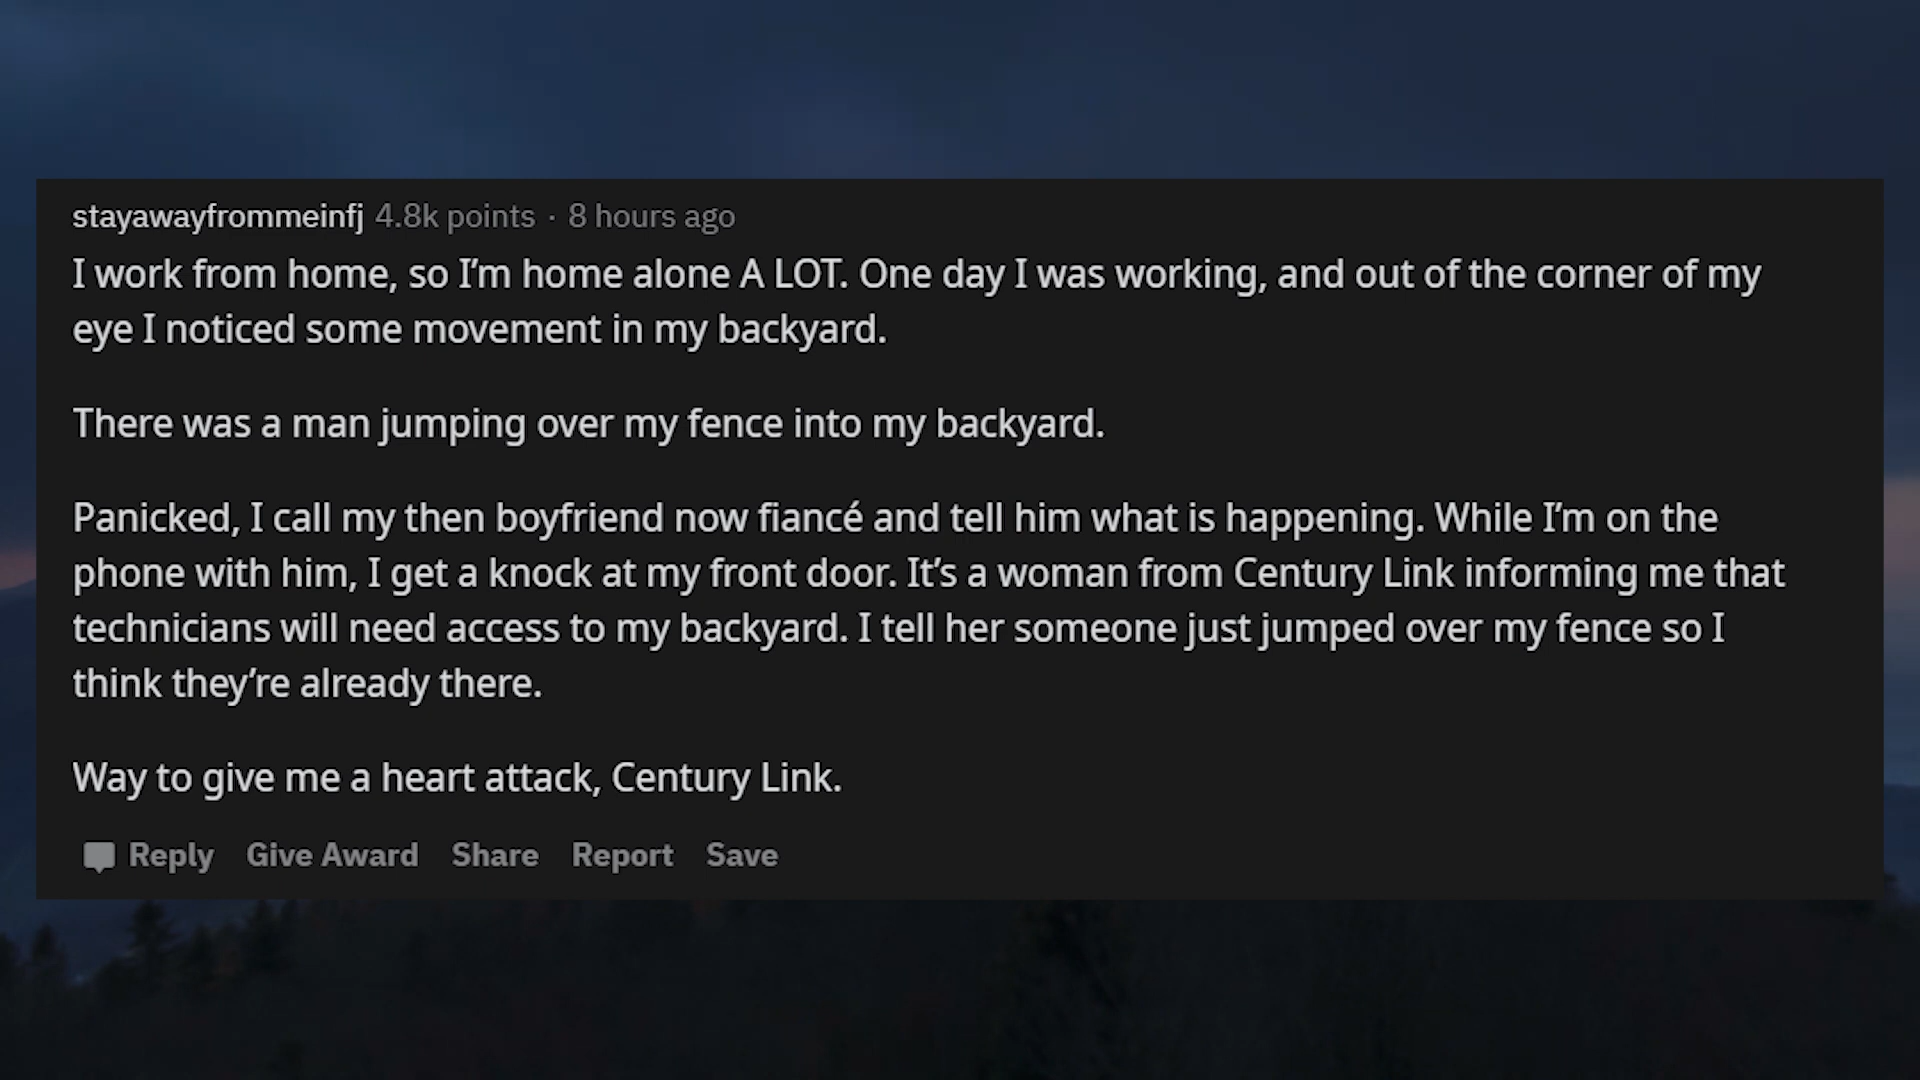 stayawayfrommeinfj 4.8k points · 8 hours ago
I work from home, so I’m home alone A LOT. One day I was working, and out of the corner of my
eye I noticed some movement in my backyard.
There was a man jumping over my fence into my backyard.
Panicked, I call my then boyfriend now fiancé and tell him what is happening. While I’m on the
phone with him, I get a knock at my front door. It’s a woman from Century Link informing me that
technicians will need access to my backyard. I tell her someone just jumped over my fence so I
think they’re already there.
Way to give me a heart attack, Century Link.
Reply Give Award Share Report Save